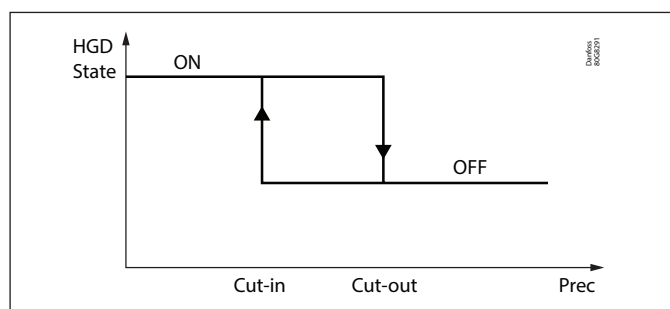 HGD
State
ON
Danfoss
80G8291
OFF
Cut-in
Cut-out
Prec